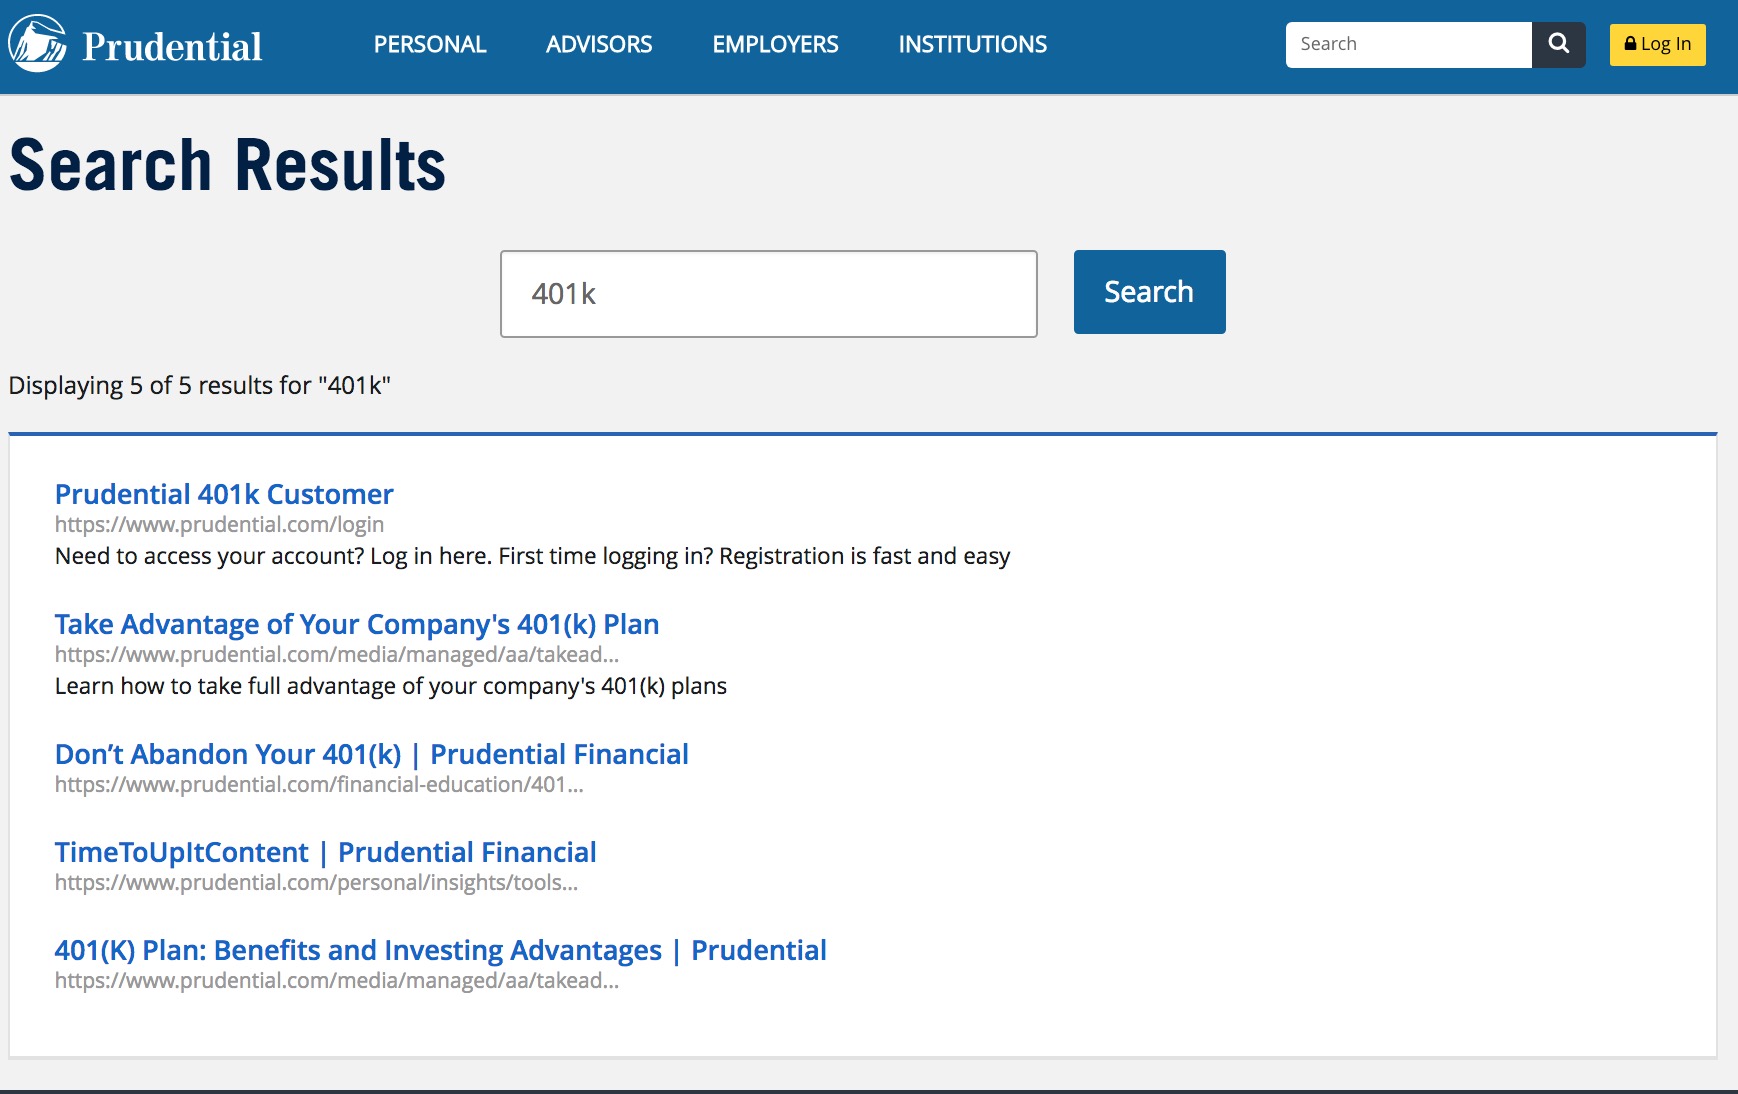 Prudential
PERSONAL
ADVISORS
EMPLOYERS
INSTITUTIONS
Search
Log In
Search Results
401k
Search
Displaying 5 of 5 results for "401k"
Prudential 401k Customer
https://www.prudential.com/login
Need to access your account? Log in here. First time logging in? Registration is fast and easy
Take Advantage of Your Company's 401(k) Plan
https://www.prudential.com/media/managed/aa/takead...
Learn how to take full advantage of your company's 401(k) plans
Don’t Abandon Your 401(k) | Prudential Financial
https://www.prudential.com/financial-education/401...
TimeToUpItContent | Prudential Financial
https://www.prudential.com/personal/insights/tools...
401(K) Plan: Benefits and Investing Advantages | Prudential
https://www.prudential.com/media/managed/aa/takead...